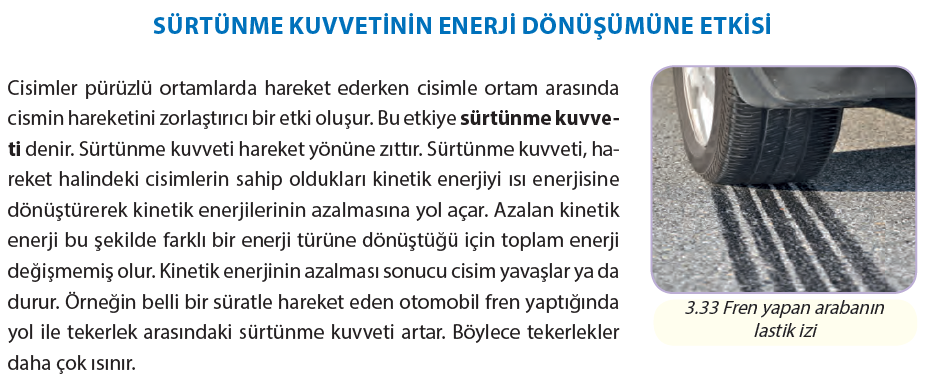 SÜRTÜNME KUVVETİNİN ENERJİ DÖNÜŞÜMÜNE ETKİSİ
Cisimler pürüzlü ortamlarda hareket ederken cisimle ortam arasında
cismin hareketini zorlaştırıcı bir etki oluşur. Bu etkiye sürtünme kuvve-
ti denir. Sürtünme kuvveti hareket yönüne zıttır. Sürtünme kuvveti, ha-
reket halindeki cisimlerin sahip oldukları kinetik enerjiyi ısı enerjisine
dönüştürerek kinetik enerjilerinin azalmasına yol açar. Azalan kinetik
enerji bu şekilde farklı bir enerji türüne dönüştüğü için toplam enerji
değişmemiş olur. Kinetik enerjinin azalması sonucu cisim yavaşlar ya da
durur. Örneğin belli bir süratle hareket eden otomobil fren yaptığında
yol ile tekerlek arasındaki sürtünme kuvveti artar. Böylece tekerlekler
daha çok ısınır.
3.33 Fren yapan arabanın
lastik izi